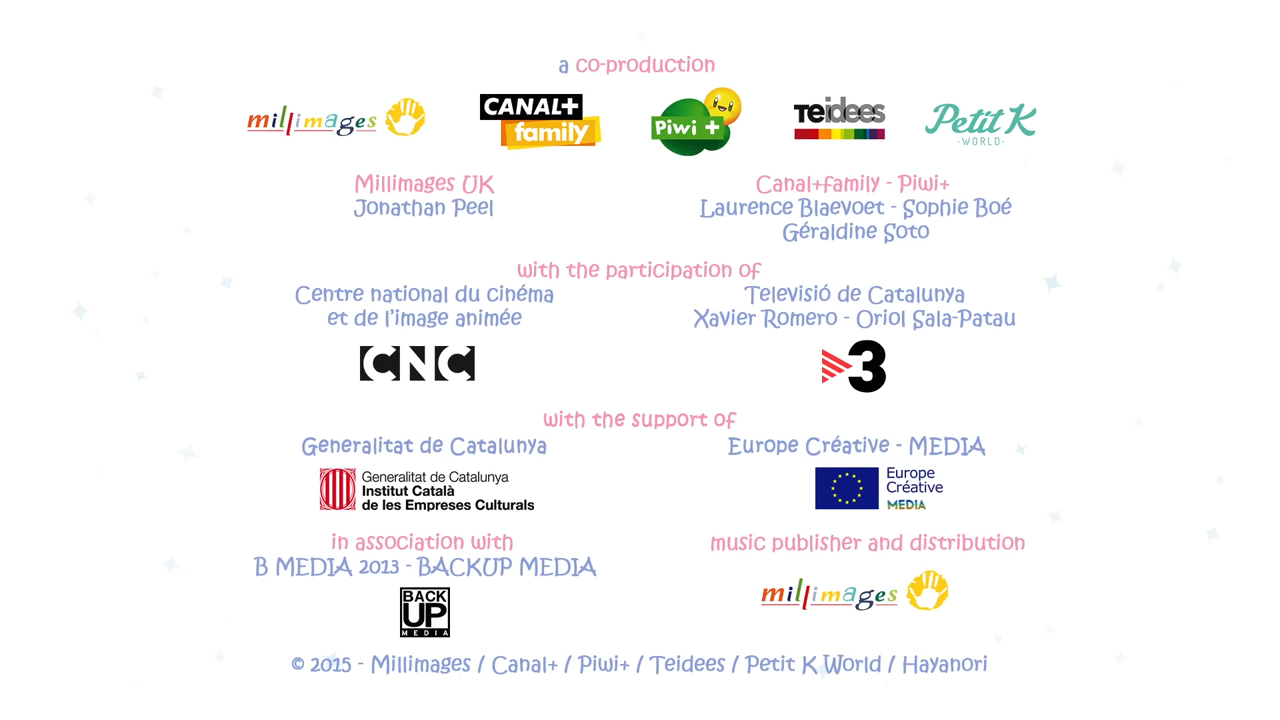 a co-production
millimages
CANAL+
family
Piwi +
TEidees
Petit K
·WORLD·
Millimages UK
Jonathan Peel
Canal+family - Piwi+
Laurence Blaevoet - Sophie Boé
Géraldine Soto
with the participation of
Centre national du cinéma
et de l'image animée
CNC
Televisió de Catalunya
Xavier Romero - Oriol Sala-Patau
3
with the support of
Generalitat de Catalunya
Generalitat de Catalunya
Institut Català
de les Empreses Culturals
Europe Créative - MEDIA
Europe
Créative
MEDIA
in association with
B MEDIA 2013 - BACKUP MEDIA
BACK
UP
MEDIA
music publisher and distribution
millimages
© 2015 - Millimages / Canal+ / Piwi+ / Teidees / Petit K World / Hayanori